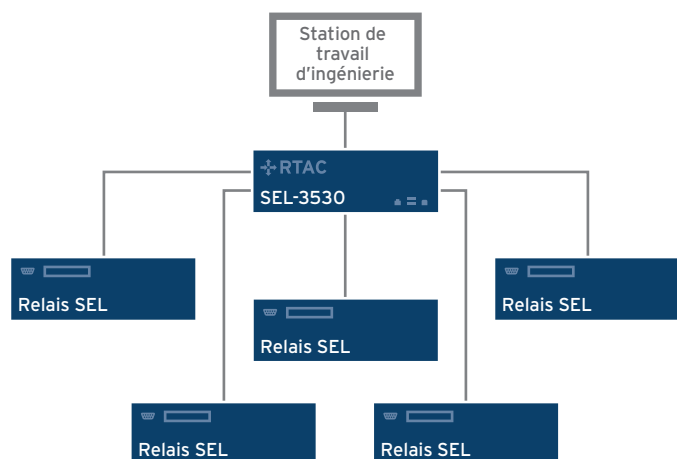 Station de
travail
d'ingénierie
RTAC
SEL-3530
Relais SEL
Relais SEL
Relais SEL
Relais SEL
Relais SEL